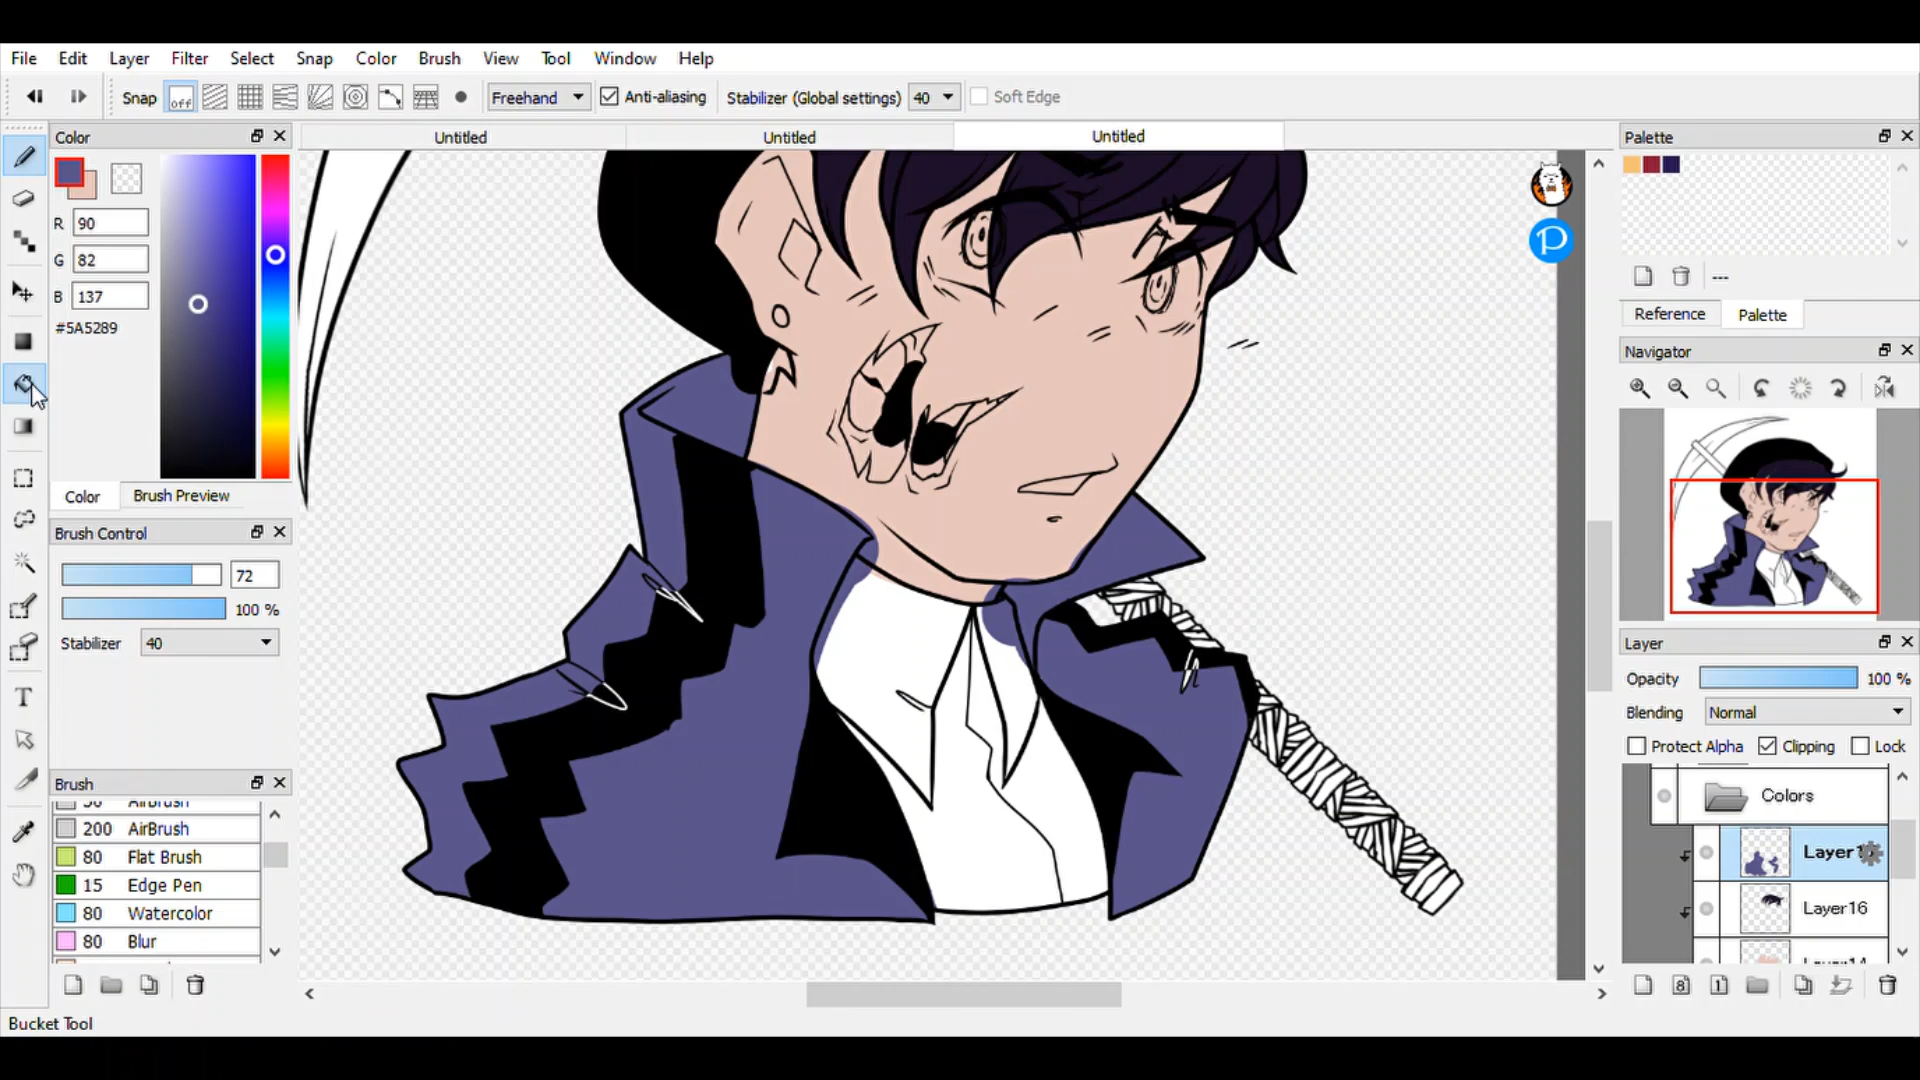 File Edit Layer Filter Select Snap Color Brush View Tool Window Help
Snap off Freehand Anti-aliasing Stabilizer (Global settings) 40 Soft Edge
Color
Untitled Untitled Untitled
Palette
R 90
G 82
B 137
#5A5289
---
Reference Palette
Navigator
Color Brush Preview
Brush Control
72
100 %
Stabilizer 40
Layer
Opacity 100 %
Blending Normal
Protect Alpha Clipping Lock
Brush
AirBrush
200 AirBrush
80 Flat Brush
15 Edge Pen
80 Watercolor
80 Blur
Colors
Layer1
Layer16
Layer14
8 1
P
T
Bucket Tool